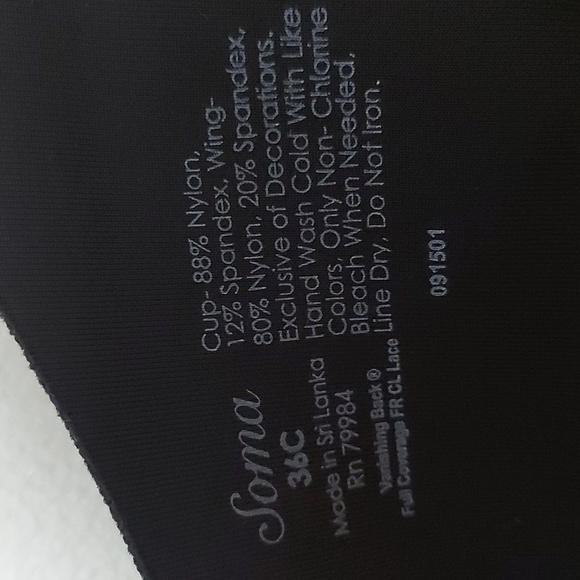 Soma
36C
Made in Sri Lanka
Rn 79984
Vanishing Back ®
Full Coverage FR CL Lace
Cup- 88% Nylon,
12% Spandex, Wing-
80% Nylon, 20% Spandex,
Exclusive of Decorations.
Hand Wash Cold With Like
Colors, Only Non- Chlorine
Bleach When Needed,
Line Dry, Do Not Iron.
091501